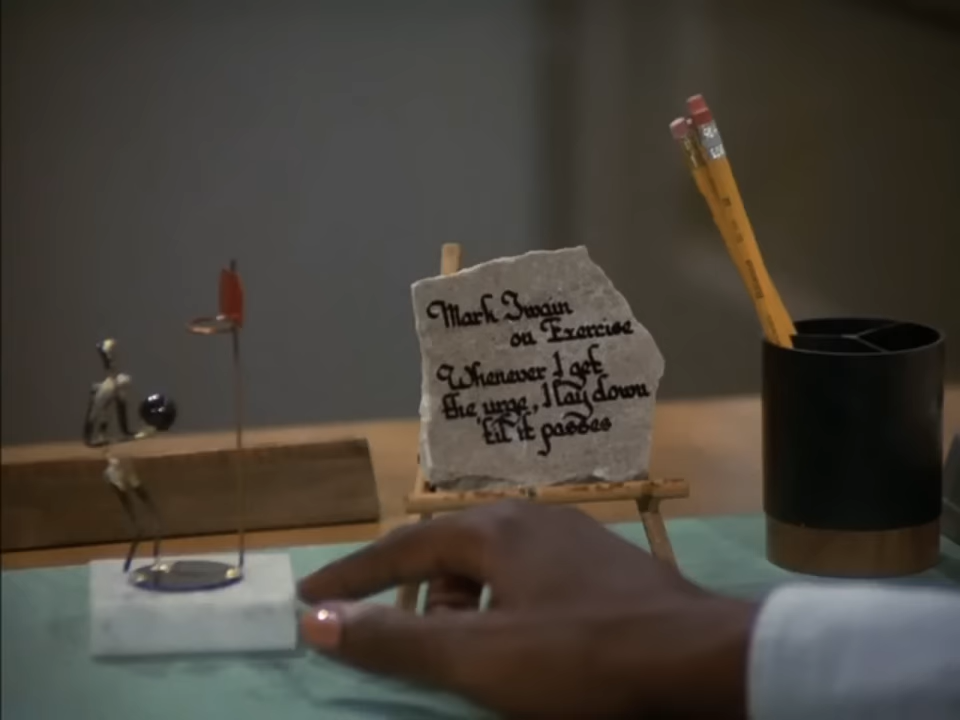 Mark Twain
on Exercise
Whenever I get
the urge, I lay down
'til it passes